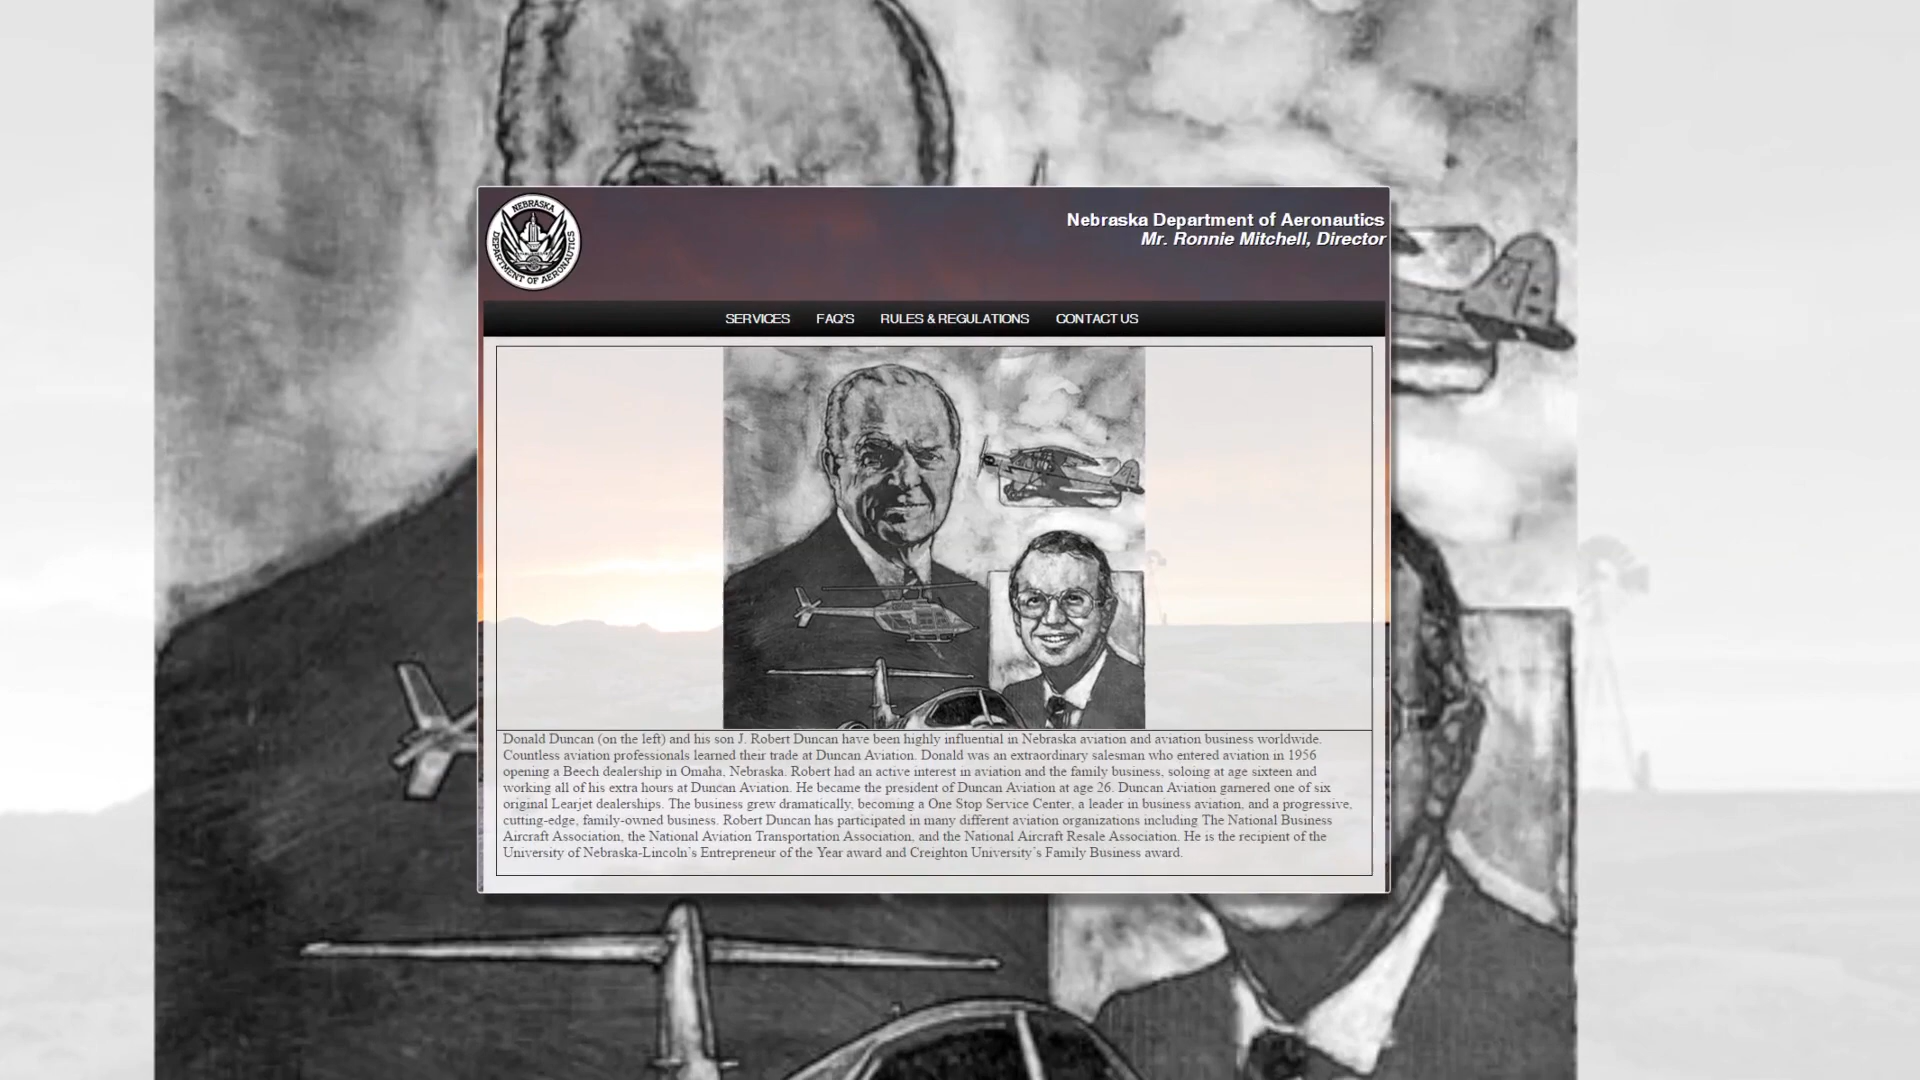 NEBRASKA
DEPARTMENT OF AERONAUTICS
Nebraska Department of Aeronautics
Mr. Ronnie Mitchell, Director
SERVICES FAQ'S RULES & REGULATIONS CONTACT US
Donald Duncan (on the left) and his son J. Robert Duncan have been highly influential in Nebraska aviation and aviation business worldwide.
Countless aviation professionals learned their trade at Duncan Aviation. Donald was an extraordinary salesman who entered aviation in 1956
opening a Beech dealership in Omaha, Nebraska. Robert had an active interest in aviation and the family business, soloing at age sixteen and
working all of his extra hours at Duncan Aviation. He became the president of Duncan Aviation at age 26. Duncan Aviation garnered one of six
original Learjet dealerships. The business grew dramatically, becoming a One Stop Service Center, a leader in business aviation, and a progressive,
cutting-edge, family-owned business. Robert Duncan has participated in many different aviation organizations including The National Business
Aircraft Association, the National Aviation Transportation Association, and the National Aircraft Resale Association. He is the recipient of the
University of Nebraska-Lincoln's Entrepreneur of the Year award and Creighton University's Family Business award.